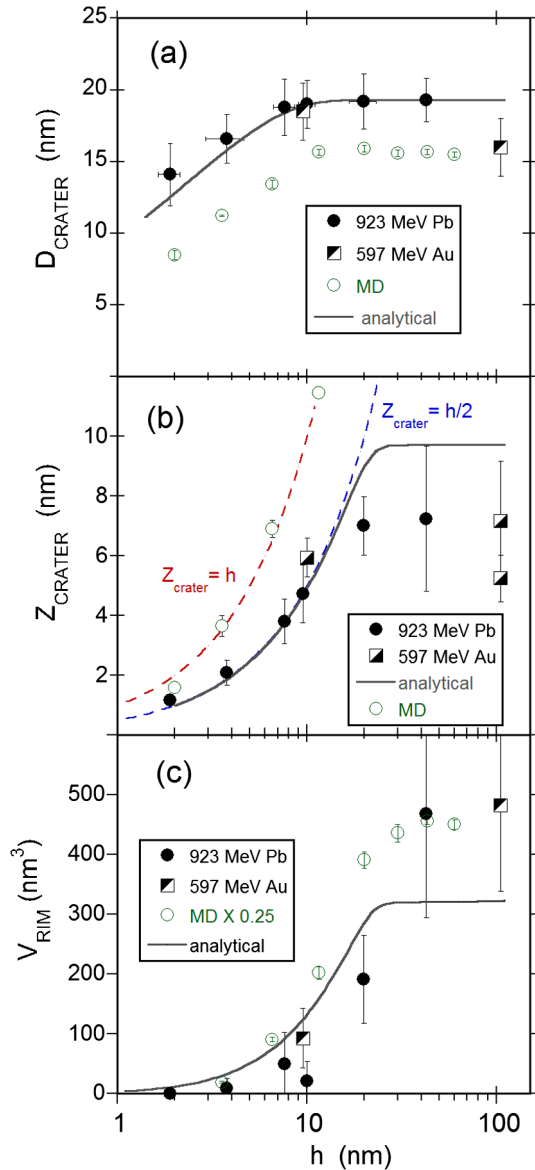 (a)
25
20
15
10
5
D_CRATER (nm)
923 MeV Pb
597 MeV Au
MD
analytical
(b)
10
8
6
4
2
Z_CRATER (nm)
Z_crater = h
Z_crater = h/2
923 MeV Pb
597 MeV Au
analytical
MD
(c)
500
400
300
200
100
0
V_RIM (nm³)
923 MeV Pb
597 MeV Au
MD X 0.25
analytical
1 10 100
h (nm)